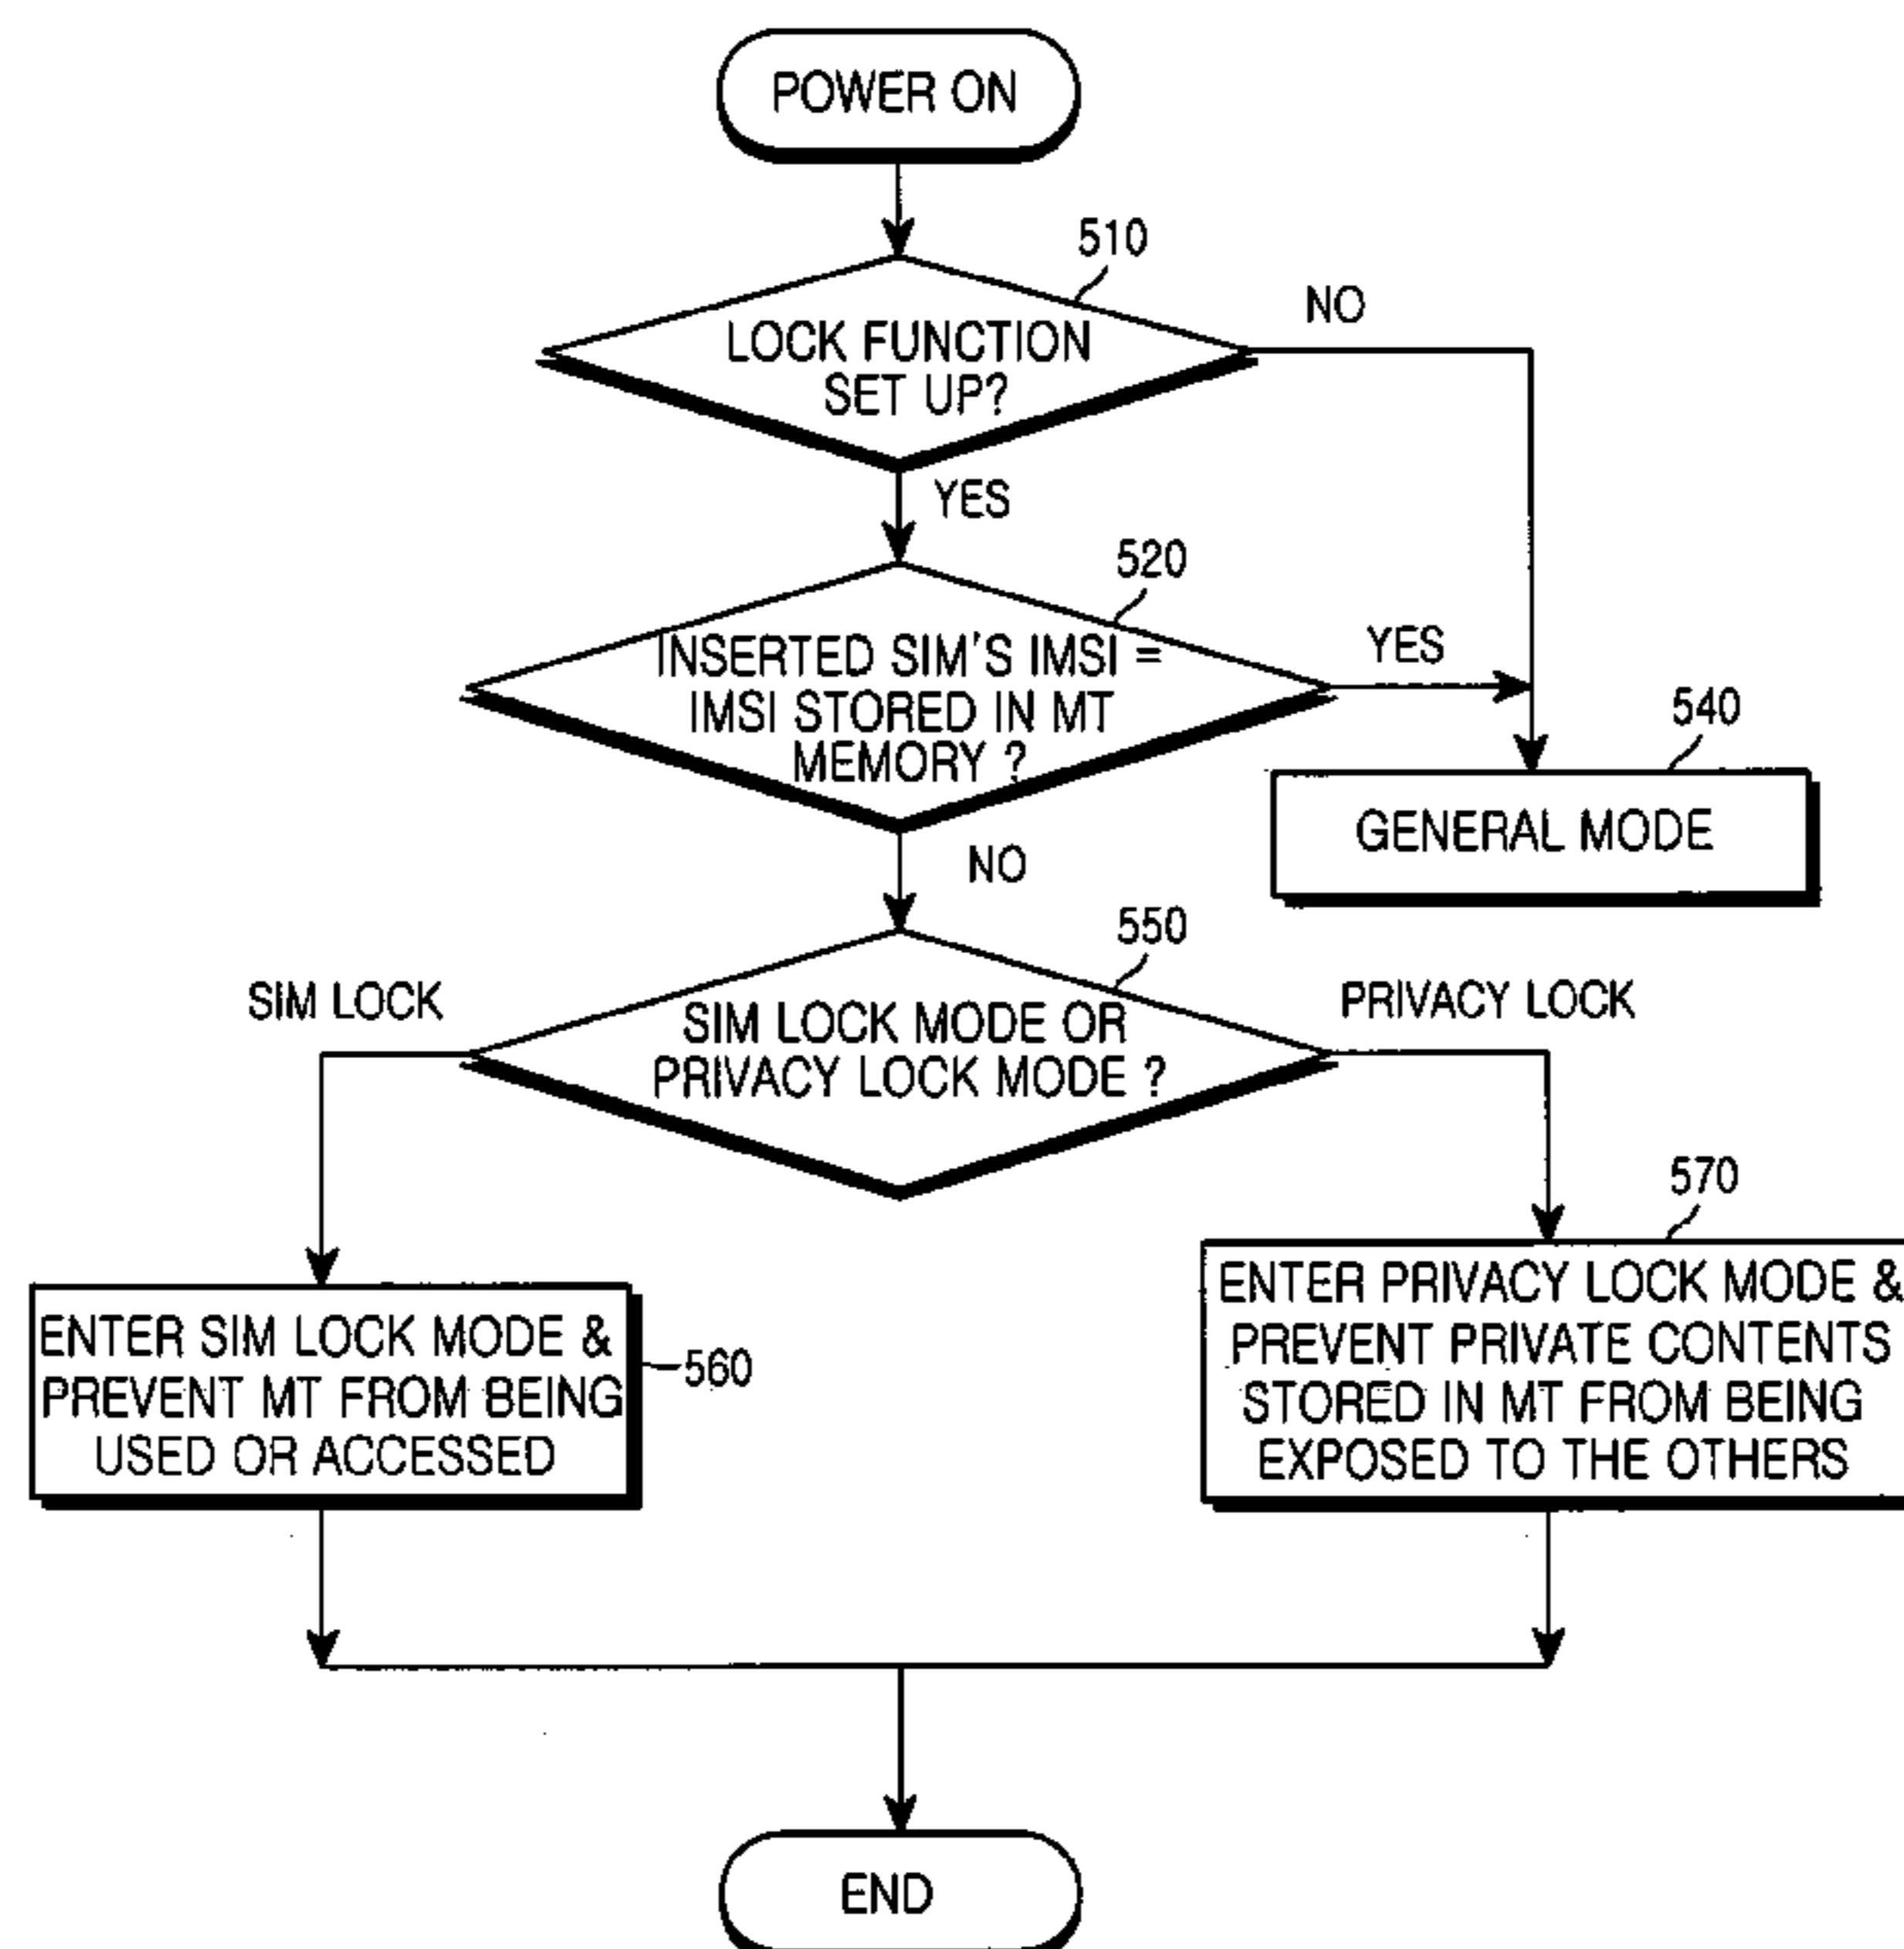 POWER ON
510
LOCK FUNCTION
SET UP?
NO
YES
520
INSERTED SIM'S IMSI =
IMSI STORED IN MT
MEMORY ?
YES
540
GENERAL MODE
NO
550
SIM LOCK
SIM LOCK MODE OR
PRIVACY LOCK MODE ?
PRIVACY LOCK
570
ENTER SIM LOCK MODE &
PREVENT MT FROM BEING
USED OR ACCESSED
560
ENTER PRIVACY LOCK MODE &
PREVENT PRIVATE CONTENTS
STORED IN MT FROM BEING
EXPOSED TO THE OTHERS
END